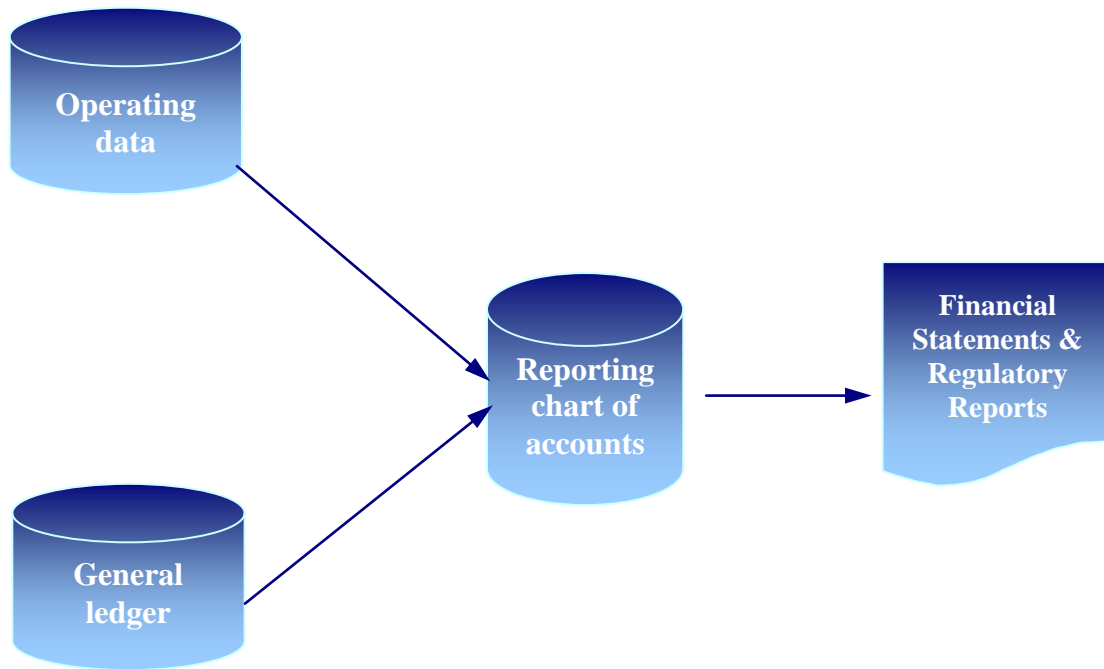 Operating
data
Reporting
chart of
accounts
Financial
Statements &
Regulatory
Reports
General
ledger